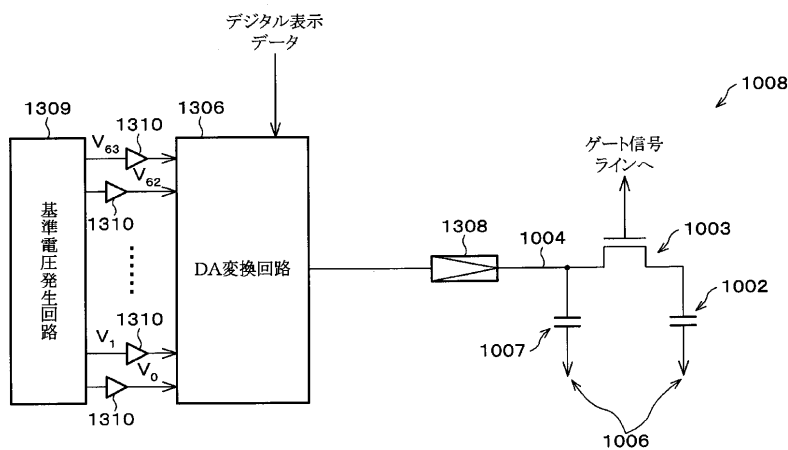 デジタル表示
データ
1008
1309
1310
1306
V63
V62
1310
ゲート信号
ラインへ
基準電圧発生回路
DA変換回路
1308
1004
1003
1002
1007
1310
V1
V0
1310
1006